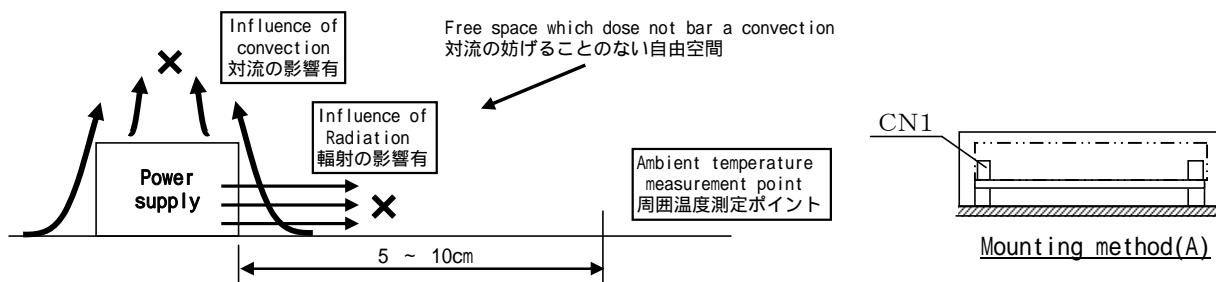 Influence of
convection
対流の影響有
Free space which dose not bar a convection
対流の妨げることのない自由空間
Influence of
Radiation
輻射の影響有
Power
supply
Ambient temperature
measurement point
周囲温度測定ポイント
5 ~ 10cm
CN1
Mounting method(A)